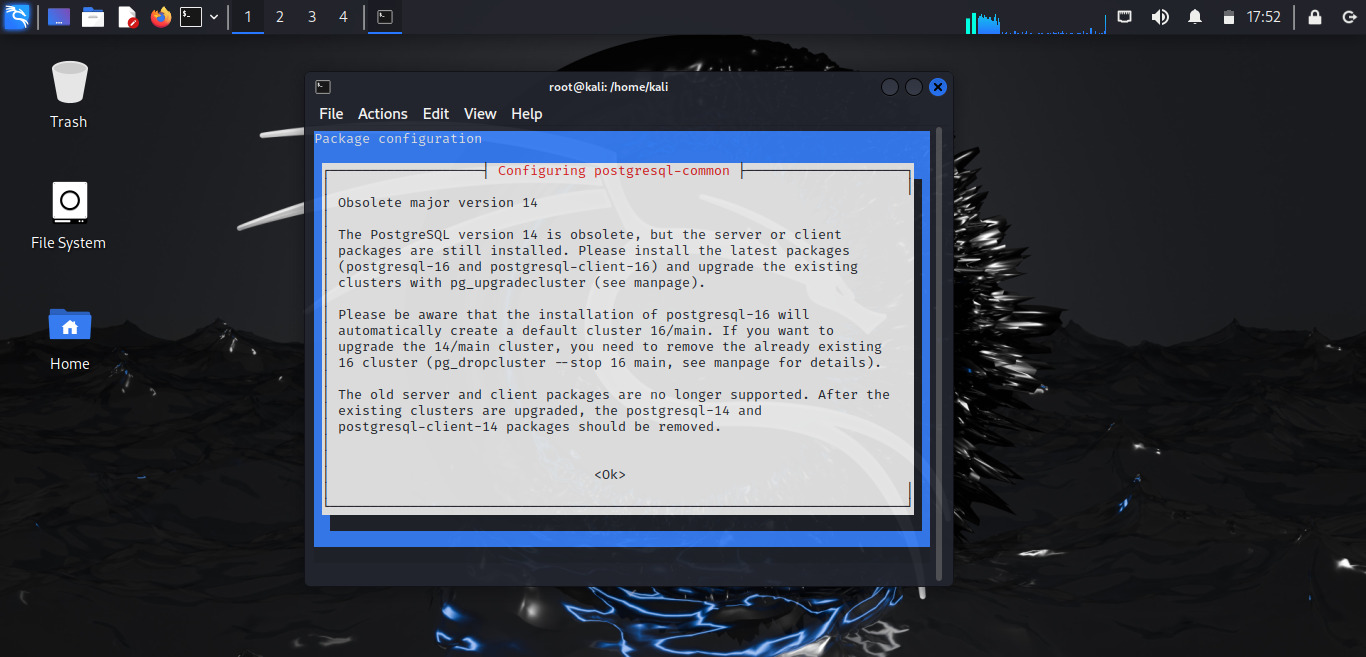 1 2 3 4
17:52
Trash
File System
Home
root@kali: /home/kali
File Actions Edit View Help
Package configuration
Configuring postgresql-common
Obsolete major version 14
The PostgreSQL version 14 is obsolete, but the server or client
packages are still installed. Please install the latest packages
(postgresql-16 and postgresql-client-16) and upgrade the existing
clusters with pg_upgradecluster (see manpage).
Please be aware that the installation of postgresql-16 will
automatically create a default cluster 16/main. If you want to
upgrade the 14/main cluster, you need to remove the already existing
16 cluster (pg_dropcluster --stop 16 main, see manpage for details).
The old server and client packages are no longer supported. After the
existing clusters are upgraded, the postgresql-14 and
postgresql-client-14 packages should be removed.
<Ok>